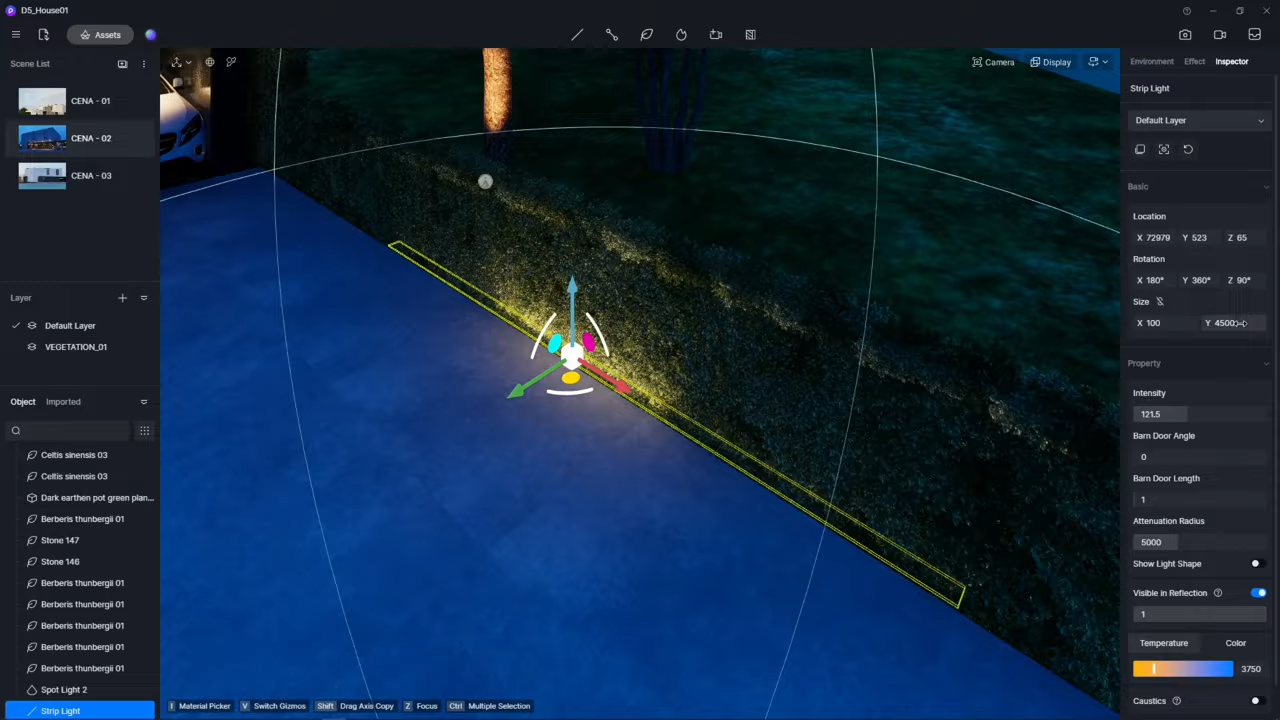 D5_House01
Assets
Scene List
CENA - 01
CENA - 02
CENA - 03
Layer
Default Layer
VEGETATION_01
Object Imported
Celtis sinensis 03
Celtis sinensis 03
Dark earthen pot green plan...
Berberis thunbergii 01
Stone 147
Stone 146
Berberis thunbergii 01
Berberis thunbergii 01
Berberis thunbergii 01
Berberis thunbergii 01
Berberis thunbergii 01
Spot Light 2
Strip Light
Camera Display
I Material Picker V Switch Gizmos Shift Drag Axis Copy Z Focus Ctrl Multiple Selection
Environment Effect Inspector
Strip Light
Default Layer
Basic
Location
X 72979 Y 523 Z 65
Rotation
X 180° Y 360° Z 90°
Size
X 100 Y 4500
Property
Intensity
121.5
Barn Door Angle
0
Barn Door Length
1
Attenuation Radius
5000
Show Light Shape
Visible in Reflection
1
Temperature Color
3750
Caustics